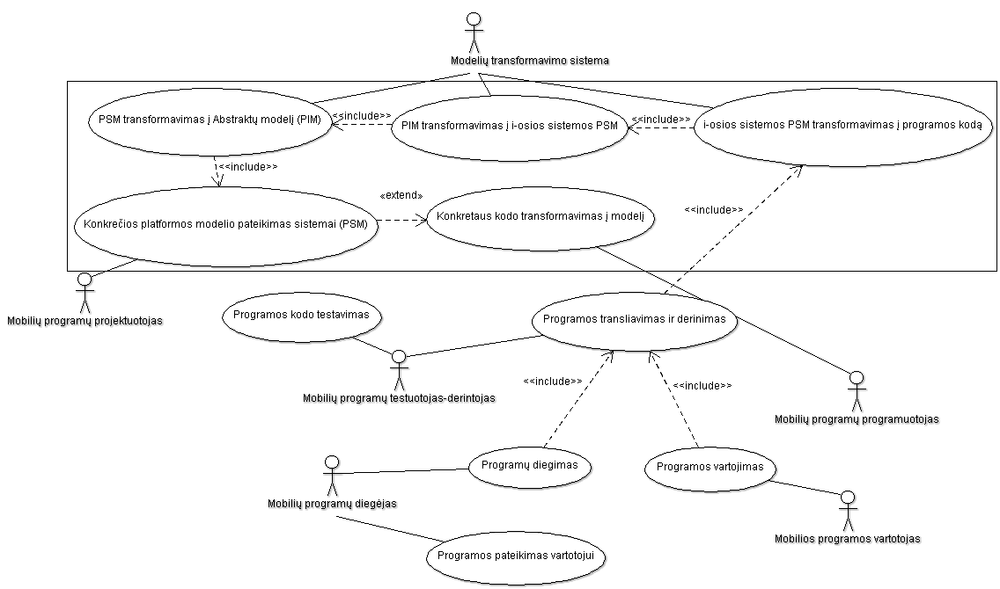 Modelių transformavimo sistema
PSM transformavimas į Abstraktų modelį (PIM)
<<include>>
PIM transformavimas į i-osios sistemos PSM
<<include>>
i-osios sistemos PSM transformavimas į programos kodą
<<include>>
«extend»
Konkrečios platformos modelio pateikimas sistemai (PSM)
Konkretaus kodo transformavimas į modelį
<<include>>
Mobilių programų projektuotojas
Programos kodo testavimas
Programos transliavimas ir derinimas
<<include>>
<<include>>
Mobilių programų testuotojas-derintojas
Mobilių programų programuotojas
Programų diegimas
Programos vartojimas
Mobilių programų diegėjas
Mobilios programos vartotojas
Programos pateikimas vartotojui